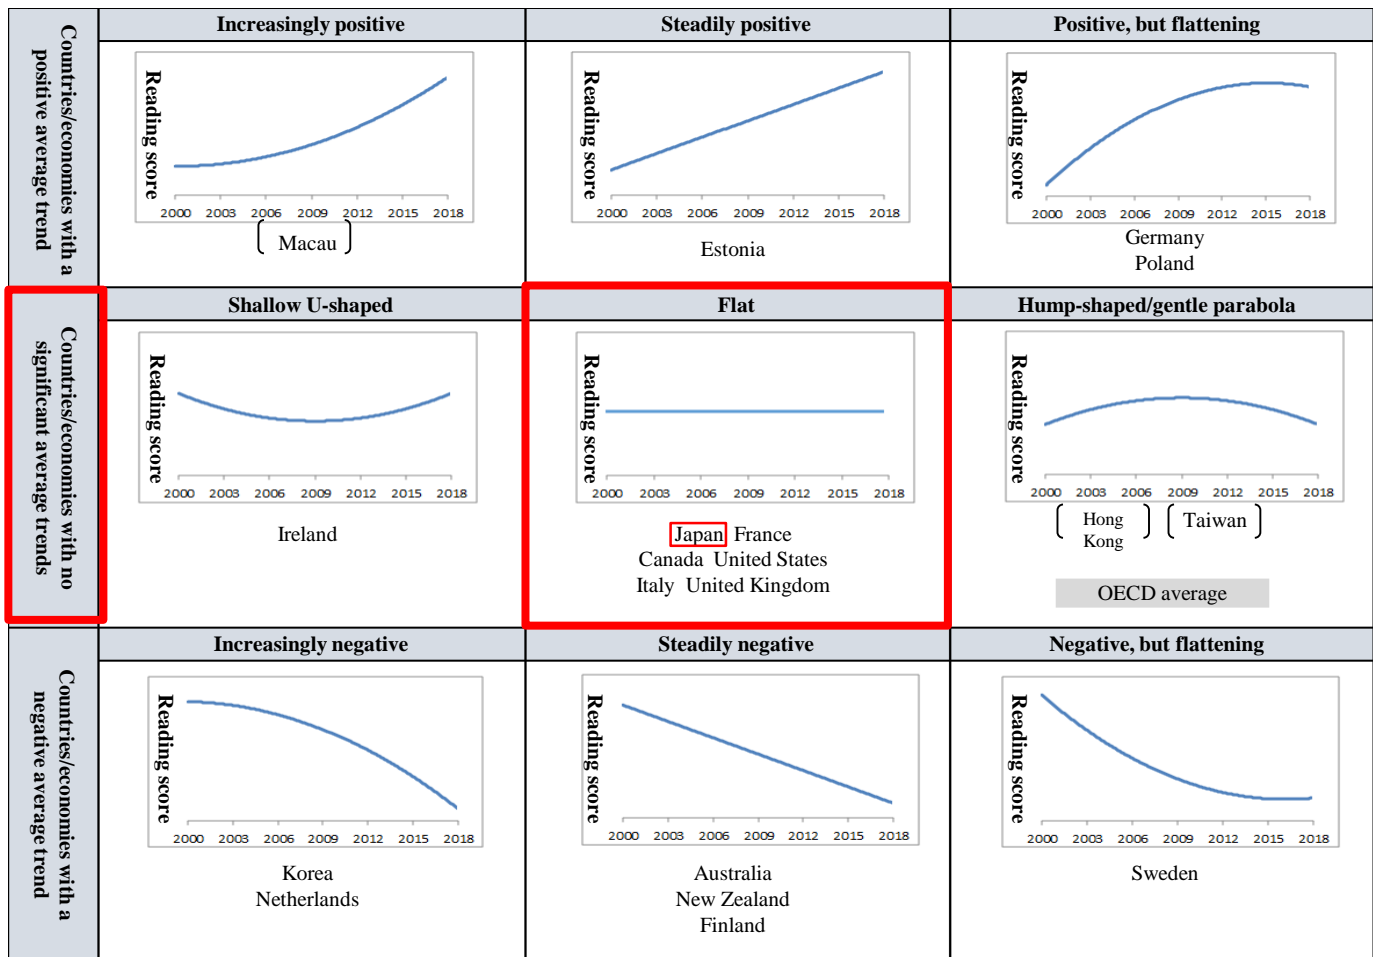 Countries/economies with a
positive average trend
Increasingly positive
Reading score
2000 2003 2006 2009 2012 2015 2018
Macau
Steadily positive
Reading score
2000 2003 2006 2009 2012 2015 2018
Estonia
Positive, but flattening
Reading score
2000 2003 2006 2009 2012 2015 2018
Germany
Poland
Countries/economies with no
significant average trends
Shallow U-shaped
Reading score
2000 2003 2006 2009 2012 2015 2018
Ireland
Flat
Reading score
2000 2003 2006 2009 2012 2015 2018
Japan France
Canada United States
Italy United Kingdom
Hump-shaped/gentle parabola
Reading score
2000 2003 2006 2009 2012 2015 2018
Hong
Kong
Taiwan
OECD average
Countries/economies with a
negative average trend
Increasingly negative
Reading score
2000 2003 2006 2009 2012 2015 2018
Korea
Netherlands
Steadily negative
Reading score
2000 2003 2006 2009 2012 2015 2018
Australia
New Zealand
Finland
Negative, but flattening
Reading score
2000 2003 2006 2009 2012 2015 2018
Sweden